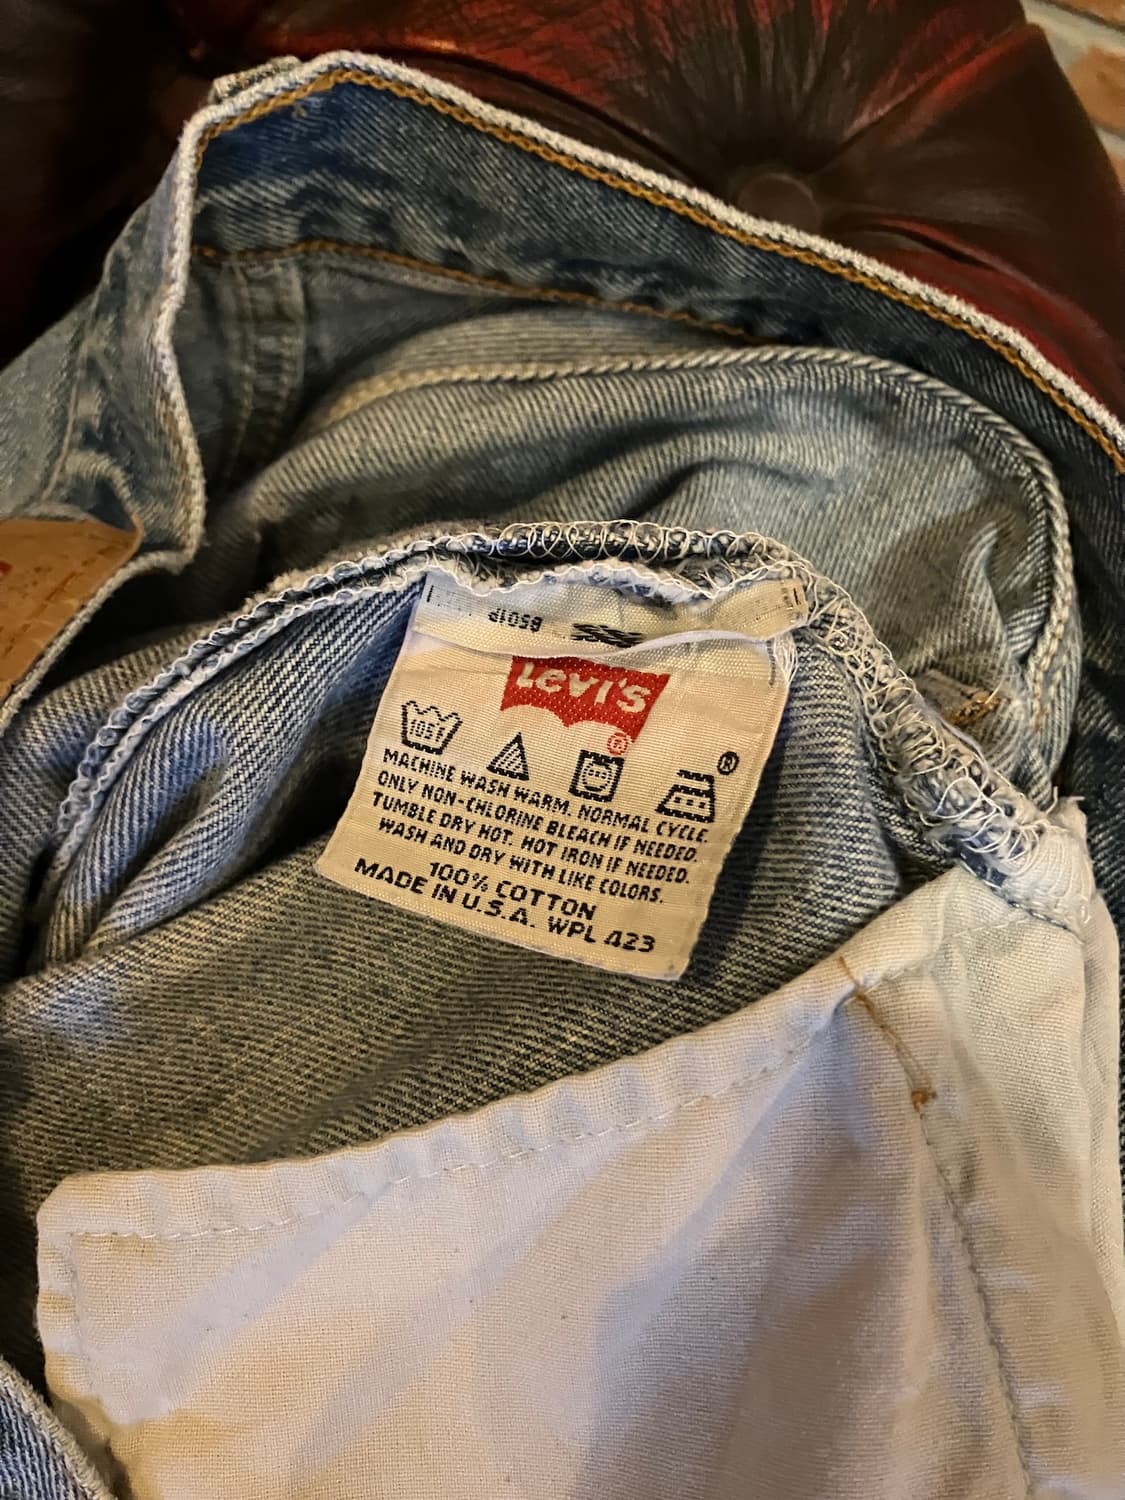 LEVI'S
®
105F
®
MACHINE WASH WARM. NORMAL CYCLE.
ONLY NON-CHLORINE BLEACH IF NEEDED.
TUMBLE DRY HOT. HOT IRON IF NEEDED.
WASH AND DRY WITH LIKE COLORS.
100% COTTON
MADE IN U.S.A. WPL 423